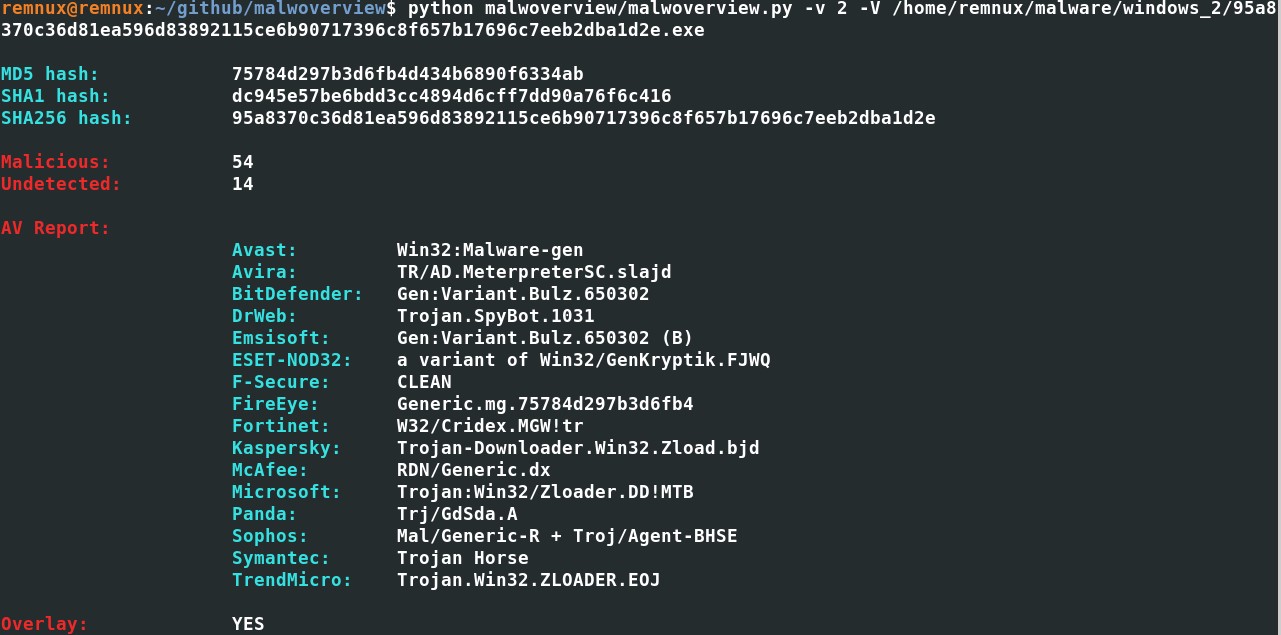 remnux@remnux:~/github/malwoverview$ python malwoverview/malwoverview.py -v 2 -V /home/remnux/malware/windows_2/95a8
370c36d81ea596d83892115ce6b90717396c8f657b17696c7eeb2dba1d2e.exe
MD5 hash: 75784d297b3d6fb4d434b6890f6334ab
SHA1 hash: dc945e57be6bdd3cc4894d6cff7dd90a76f6c416
SHA256 hash: 95a8370c36d81ea596d83892115ce6b90717396c8f657b17696c7eeb2dba1d2e
Malicious: 54
Undetected: 14
AV Report:
Avast: Win32:Malware-gen
Avira: TR/AD.MeterpreterSC.slajd
BitDefender: Gen:Variant.Bulz.650302
DrWeb: Trojan.SpyBot.1031
Emsisoft: Gen:Variant.Bulz.650302 (B)
ESET-NOD32: a variant of Win32/GenKryptik.FJWQ
F-Secure: CLEAN
FireEye: Generic.mg.75784d297b3d6fb4
Fortinet: W32/Cridex.MGW!tr
Kaspersky: Trojan-Downloader.Win32.Zload.bjd
McAfee: RDN/Generic.dx
Microsoft: Trojan:Win32/Zloader.DD!MTB
Panda: Trj/GdSda.A
Sophos: Mal/Generic-R + Troj/Agent-BHSE
Symantec: Trojan Horse
TrendMicro: Trojan.Win32.ZLOADER.EOJ
Overlay: YES